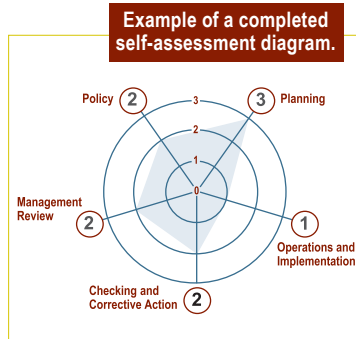 Example of a completed
self-assessment diagram.
Policy 2
3
3 Planning
2
1
0
Management
Review
2
1
Operations and
Implementation
Checking and
Corrective Action
2